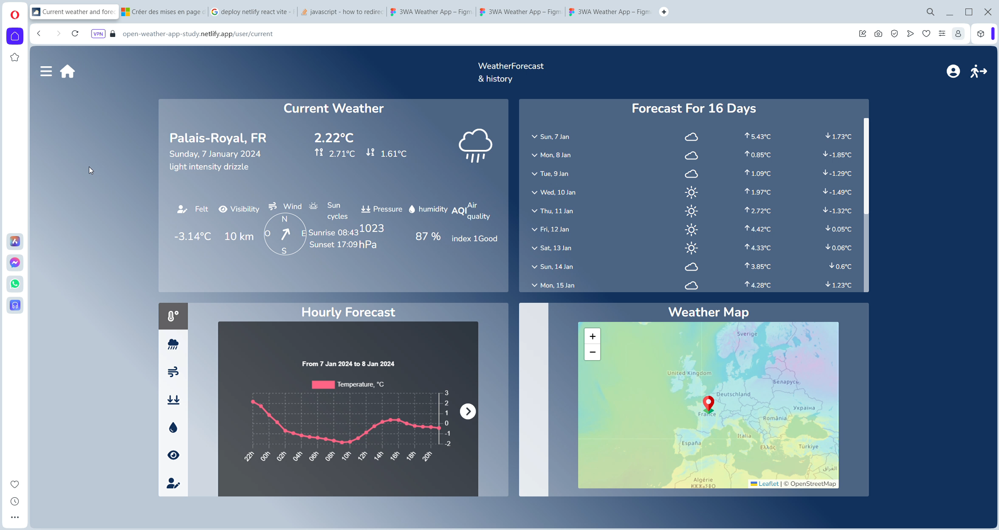 Current weather and forec
Créer des mises en page d
deploy netlify react vite -
javascript - how to redirec
3WA Weather App – Figm
3WA Weather App – Figm
3WA Weather App – Figm
VPN
open-weather-app-study.netlify.app/user/current
WeatherForecast
& history
Current Weather
Palais-Royal, FR
2.22°C
Sunday, 7 January 2024
2.71°C
1.61°C
light intensity drizzle
Felt
Visibility
Wind
Sun
cycles
Pressure
humidity
AQI
Air
quality
-3.14°C
10 km
N
O
E
S
Sunrise 08:43
Sunset 17:09
1023
hPa
87 %
index 1Good
Forecast For 16 Days
Sun, 7 Jan 5.43°C 1.73°C
Mon, 8 Jan 0.85°C -1.85°C
Tue, 9 Jan 1.09°C -1.29°C
Wed, 10 Jan 1.97°C -1.49°C
Thu, 11 Jan 2.72°C -1.32°C
Fri, 12 Jan 4.42°C 0.05°C
Sat, 13 Jan 4.33°C 0.06°C
Sun, 14 Jan 3.85°C 0.6°C
Mon, 15 Jan 4.28°C 1.23°C
Hourly Forecast
From 7 Jan 2024 to 8 Jan 2024
Temperature, °C
3
2
1
0
-1
-2
22h 00h 02h 04h 06h 08h 10h 12h 14h 16h 18h 20h
Weather Map
+
−
Sverige
United Kingdom
Беларусь
Deutschland
France
Україна
România
Italia
España
Ελλάς
Türkiye
العراق
Algérie
Leaflet | © OpenStreetMap